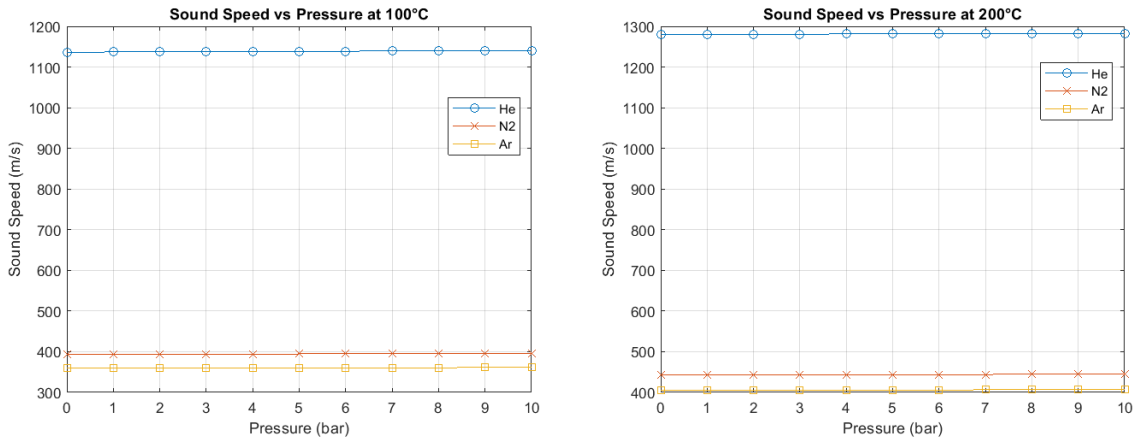 Sound Speed vs Pressure at 100°C
1200
1100
1000
900
800
700
600
500
400
300
Sound Speed (m/s)
0 1 2 3 4 5 6 7 8 9 10
Pressure (bar)
He
N2
Ar
Sound Speed vs Pressure at 200°C
1300
1200
1100
1000
900
800
700
600
500
400
Sound Speed (m/s)
0 1 2 3 4 5 6 7 8 9 10
Pressure (bar)
He
N2
Ar